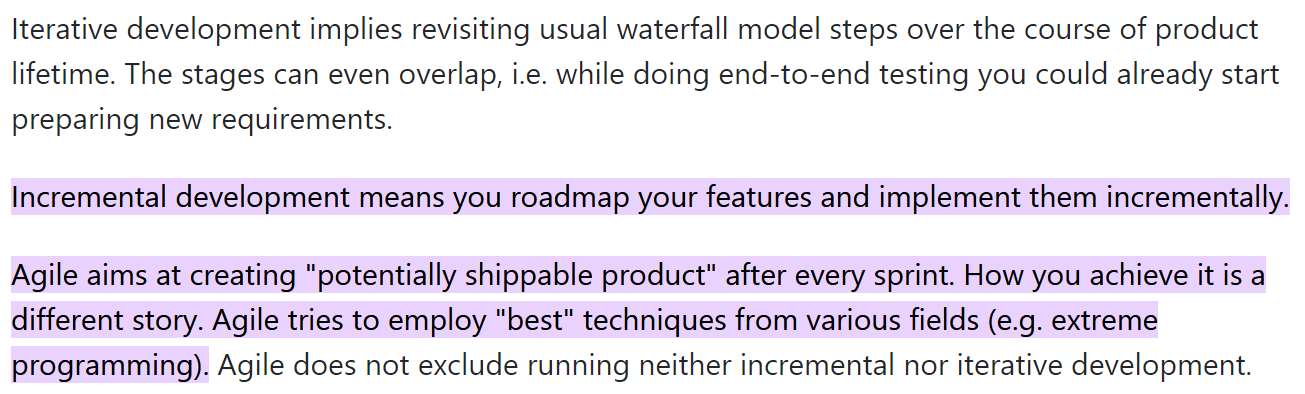 Iterative development implies revisiting usual waterfall model steps over the course of product
lifetime. The stages can even overlap, i.e. while doing end-to-end testing you could already start
preparing new requirements.
Incremental development means you roadmap your features and implement them incrementally.
Agile aims at creating "potentially shippable product" after every sprint. How you achieve it is a
different story. Agile tries to employ "best" techniques from various fields (e.g. extreme
programming). Agile does not exclude running neither incremental nor iterative development.